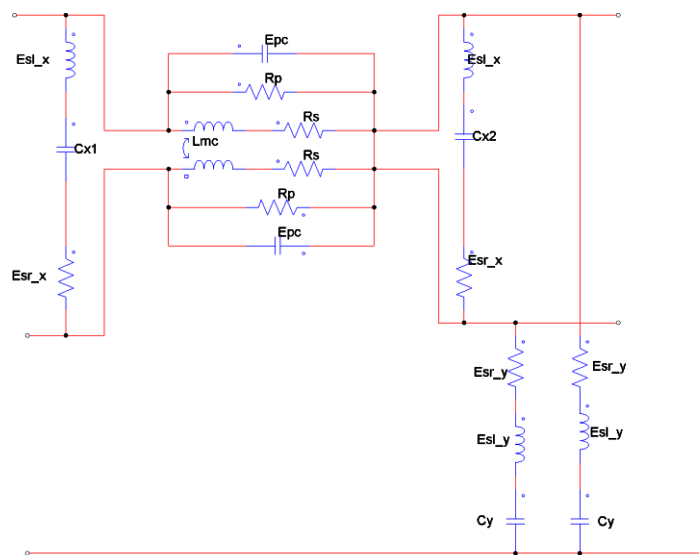 Epc
Esl_x
Esl_x
Rp
Rs
Cx1
Lmc
Cx2
Rs
Rp
Epc
Esr_x
Esr_x
Esr_y
Esr_y
Esl_y
Esl_y
Cy
Cy